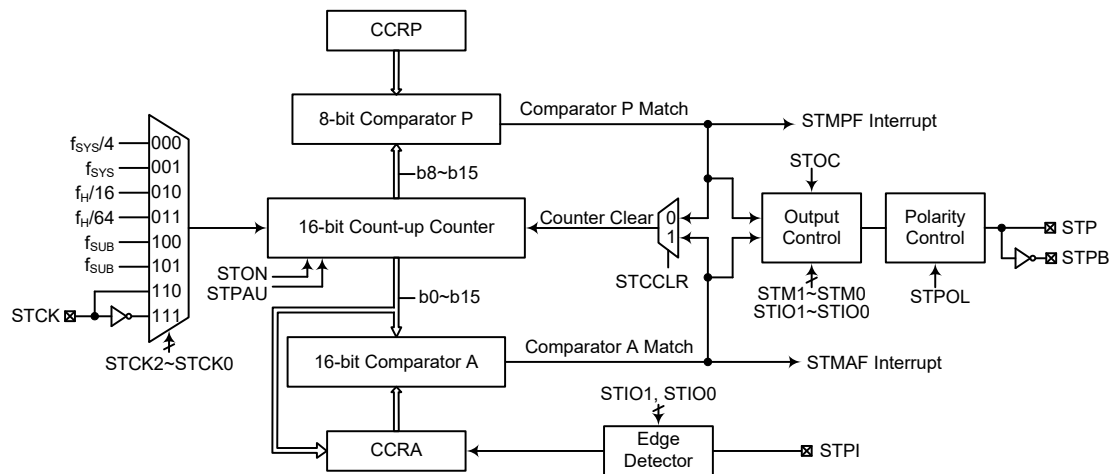 CCRP
8-bit Comparator P
Comparator P Match
STMPF Interrupt
b8~b15
fSYS/4
000
fSYS
001
fH/16
010
fH/64
011
fSUB
100
fSUB
101
110
111
STCK
STCK2~STCK0
16-bit Count-up Counter
STON
STPAU
Counter Clear
0
1
STCCLR
STOC
Output
Control
STM1~STM0
STIO1~STIO0
Polarity
Control
STPOL
STP
STPB
b0~b15
16-bit Comparator A
Comparator A Match
STMAF Interrupt
STIO1, STIO0
CCRA
Edge
Detector
STPI